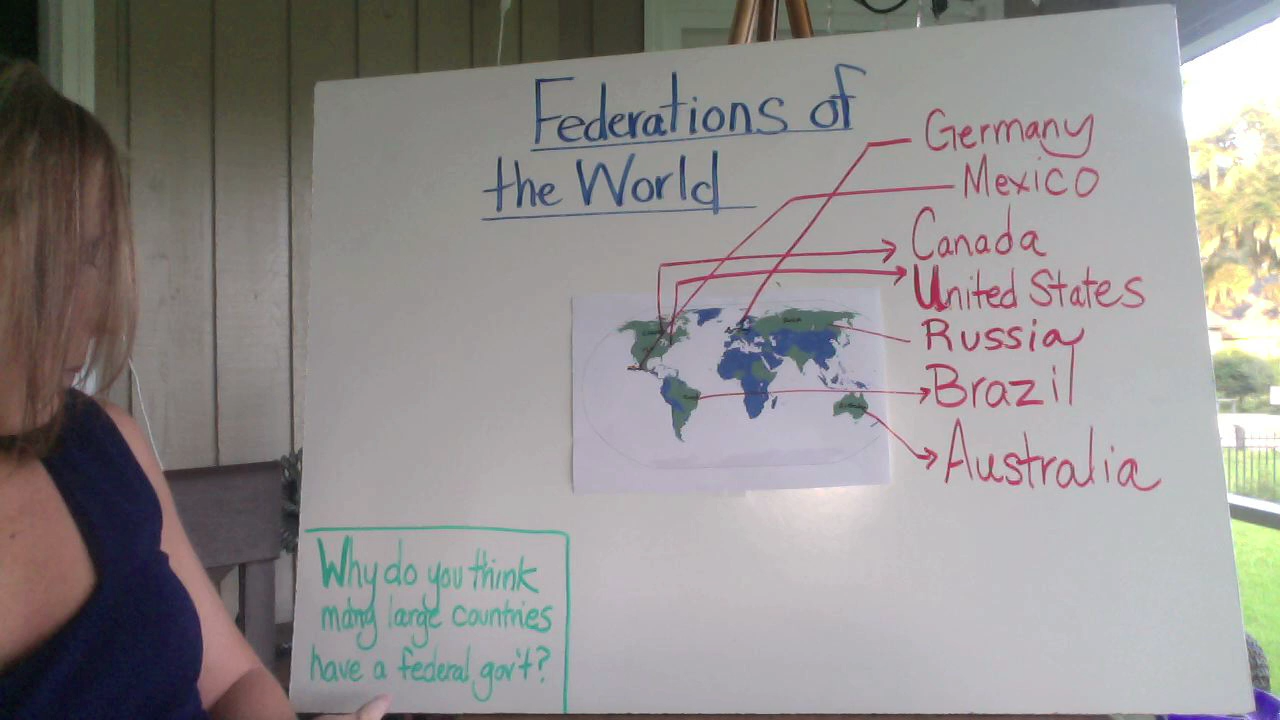 Federations of
the World
Germany
Mexico
Canada
United States
Russia
Brazil
Australia
Why do you think
many large countries
have a federal gov't?